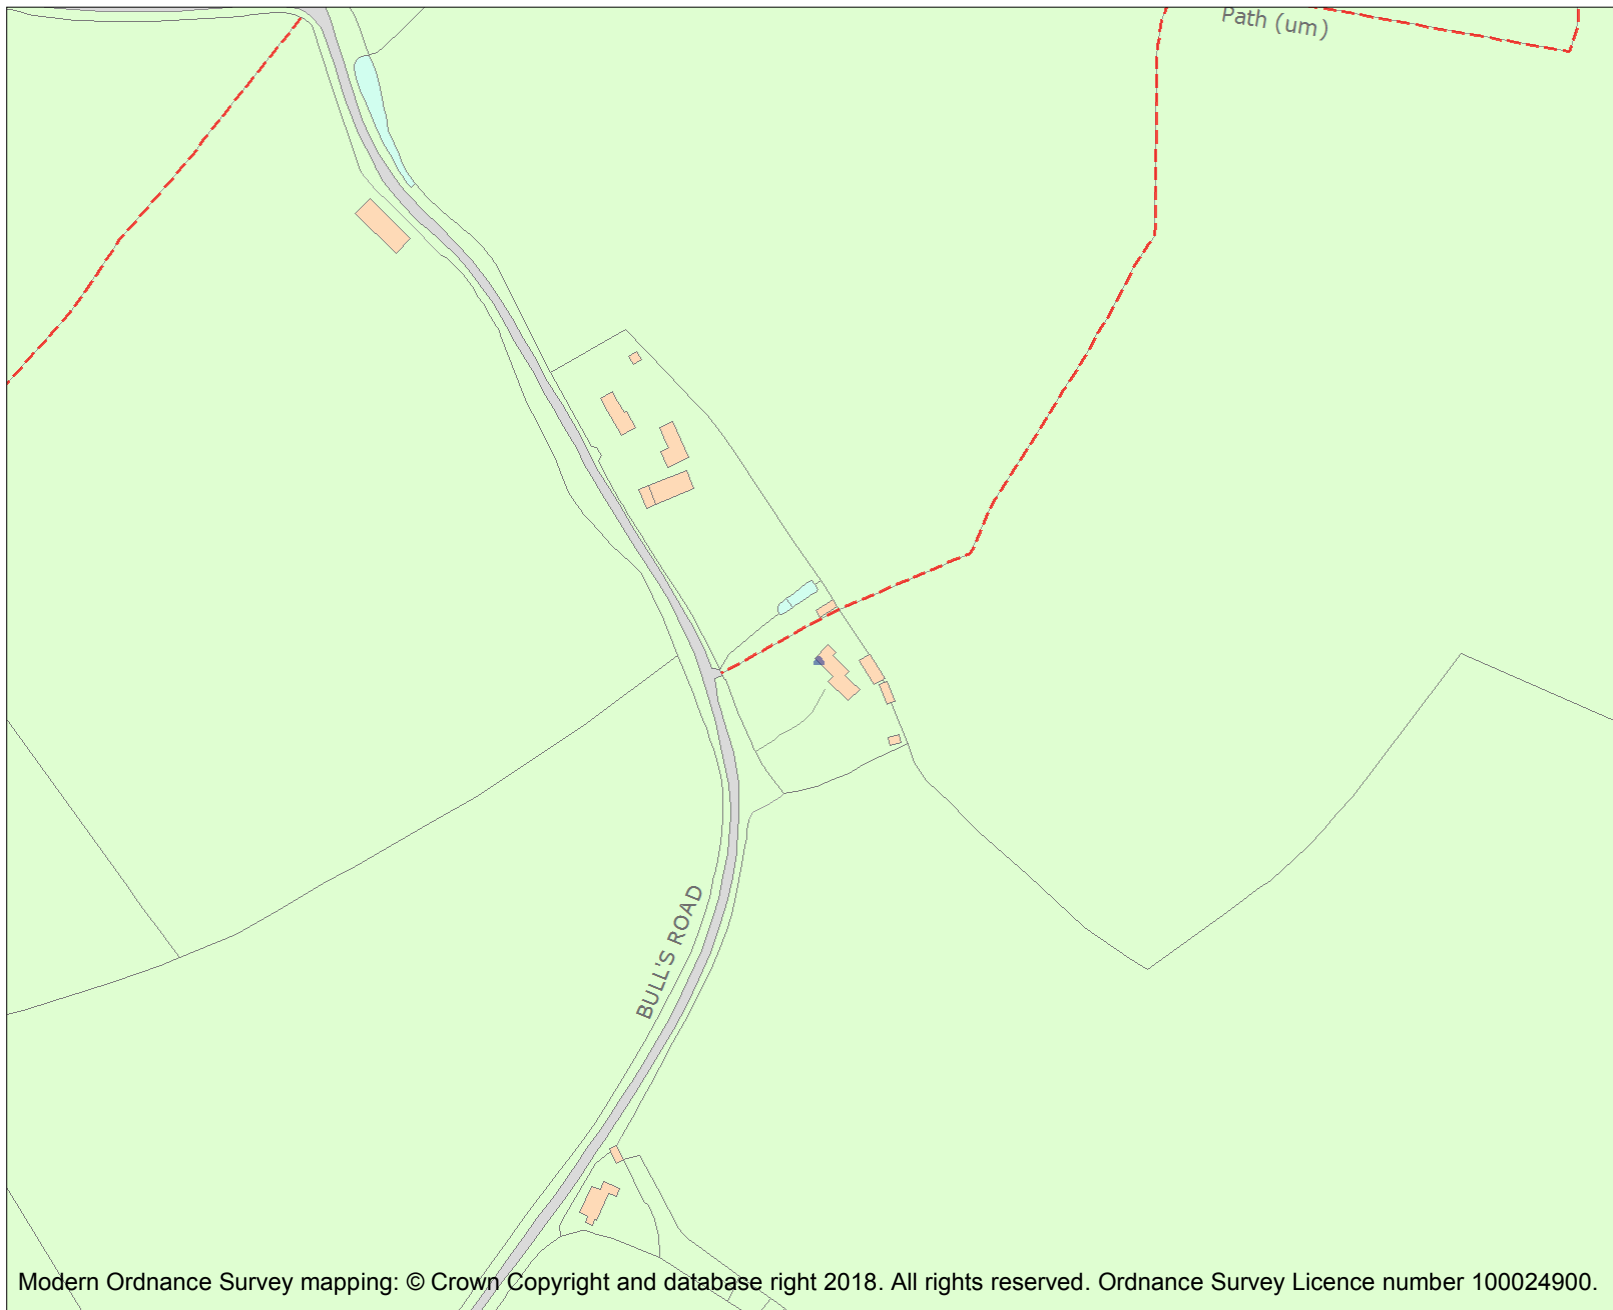 Path (um)
BULL'S ROAD
Modern Ordnance Survey mapping: © Crown Copyright and database right 2018. All rights reserved. Ordnance Survey Licence number 100024900.